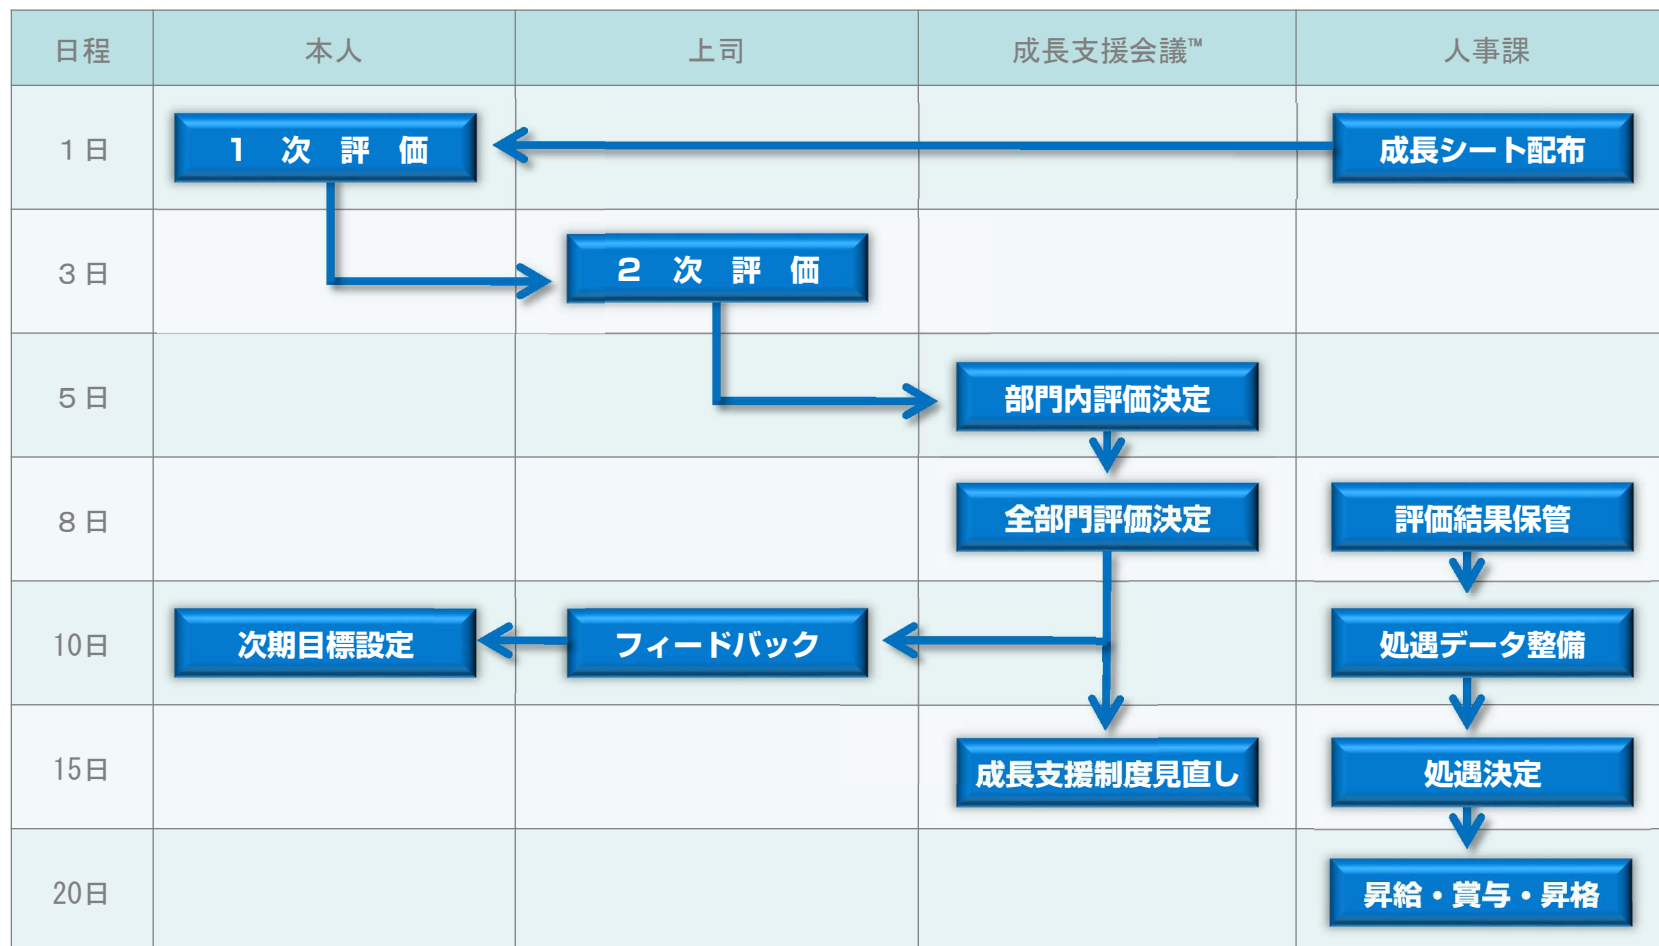 日程
本人
上司
成長支援会議™
人事課
1日
1 次 評 価
成長シート配布
3日
2 次 評 価
5日
部門内評価決定
8日
全部門評価決定
評価結果保管
10日
次期目標設定
フィードバック
処遇データ整備
15日
成長支援制度見直し
処遇決定
20日
昇給・賞与・昇格